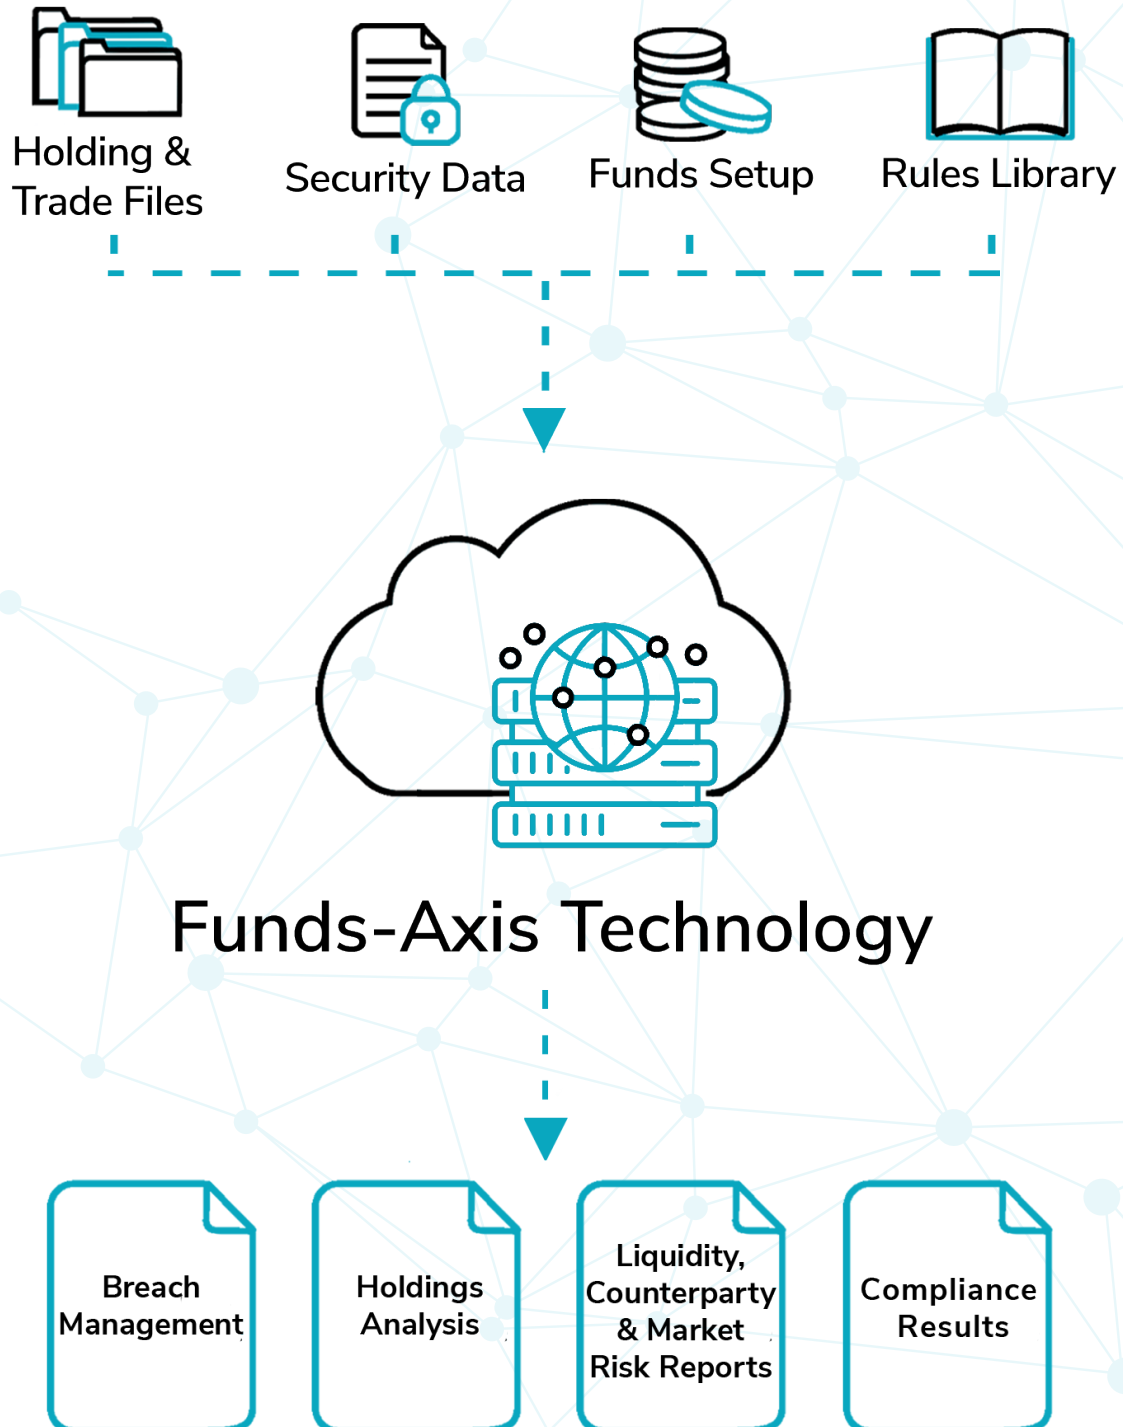 Holding &
Trade Files
Security Data
Funds Setup
Rules Library
Funds-Axis Technology
Breach
Management
Holdings
Analysis
Liquidity,
Counterparty
& Market
Risk Reports
Compliance
Results